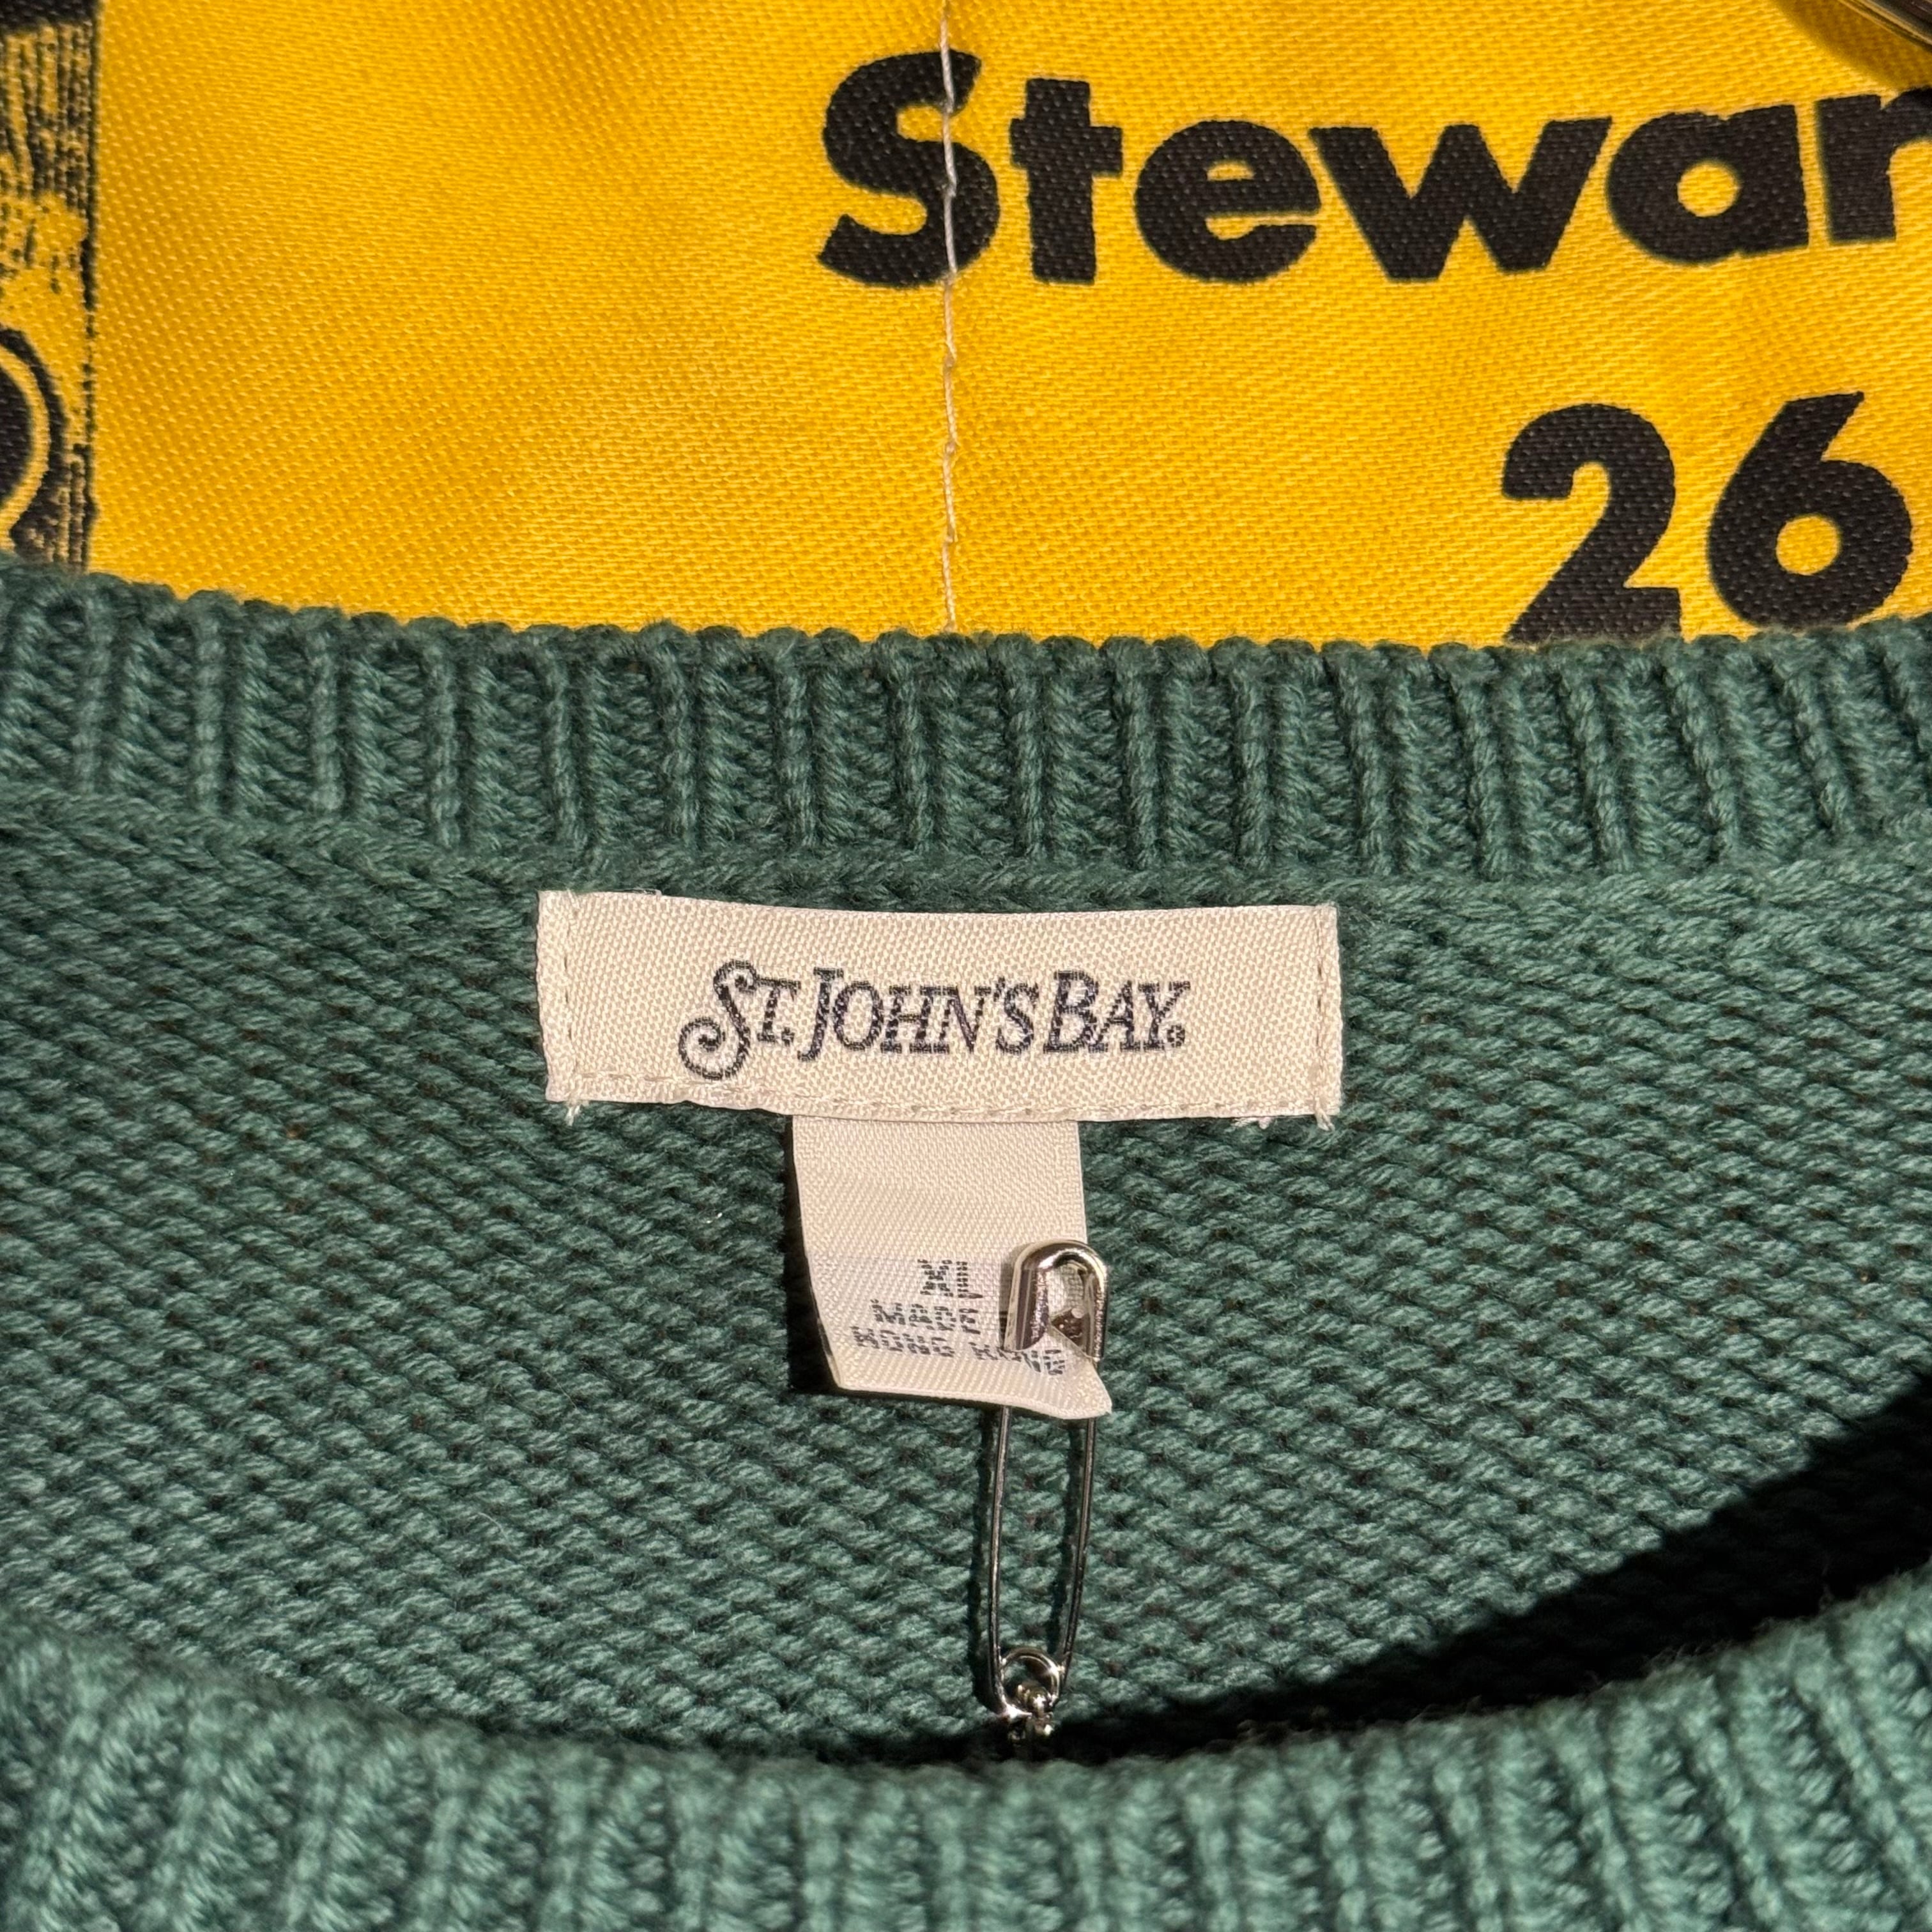 Stewar
26
ST. JOHN'S BAY®
XL
MADE
HONG KONG